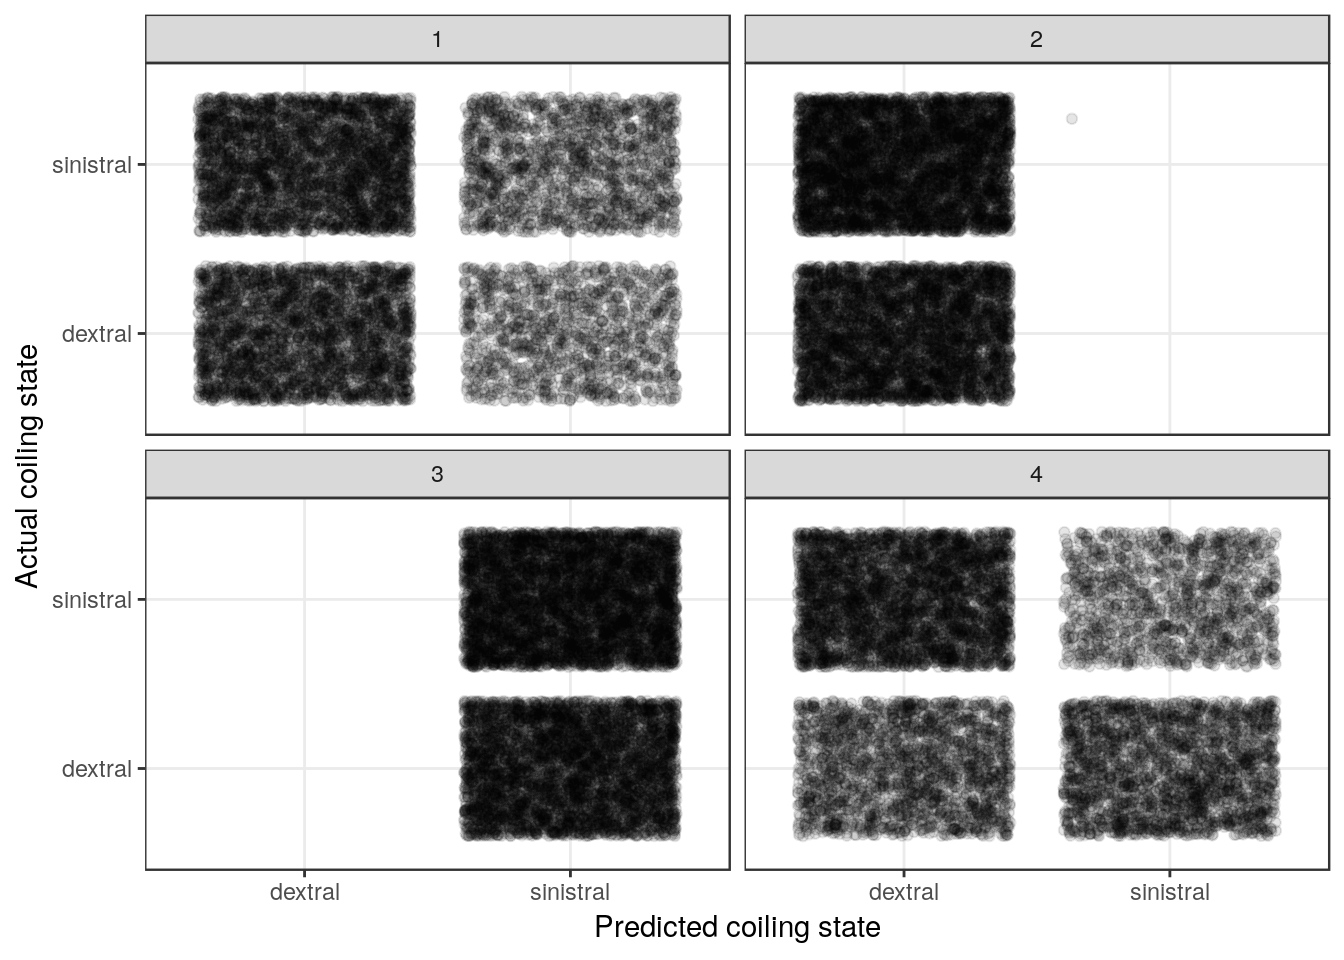 1
2
sinistral
dextral
3
4
sinistral
dextral
Actual coiling state
dextral
sinistral
dextral
sinistral
Predicted coiling state